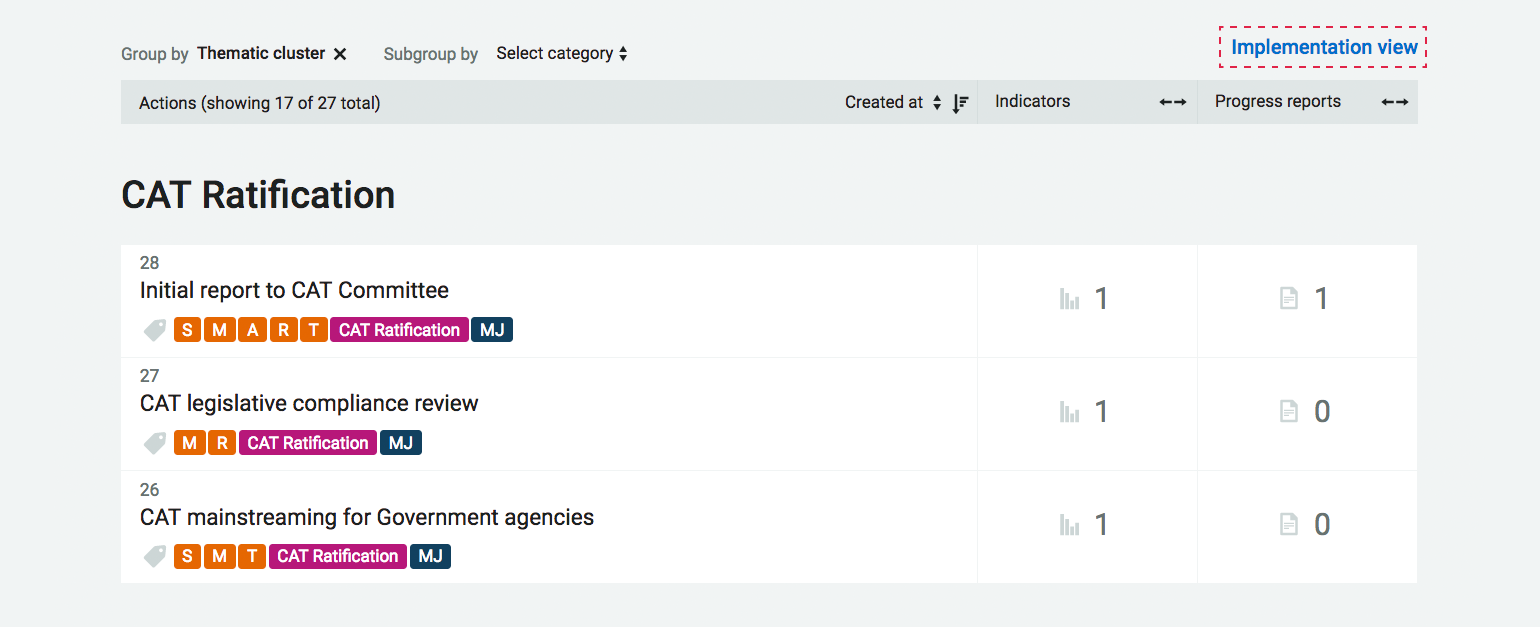 Group by Thematic cluster Subgroup by Select category Implementation view
Actions (showing 17 of 27 total) Created at Indicators Progress reports
CAT Ratification
28
Initial report to CAT Committee
1 1
S M A R T CAT Ratification MJ
27
CAT legislative compliance review
1 0
M R CAT Ratification MJ
26
CAT mainstreaming for Government agencies
1 0
S M T CAT Ratification MJ